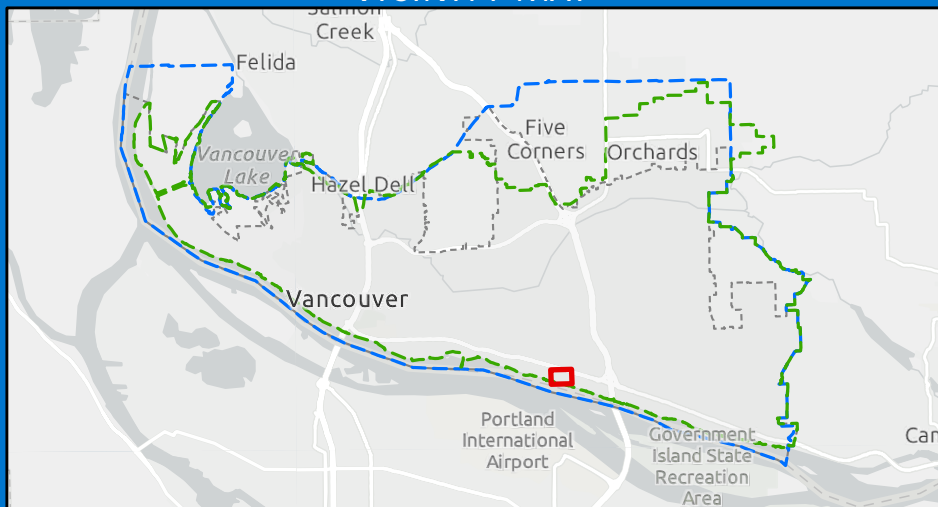 Salmon
Creek
Felida
Five
Corners
Orchards
Vancouver
Lake
Hazel Dell
Vancouver
Portland
International
Airport
Government
Island State
Recreation
Area